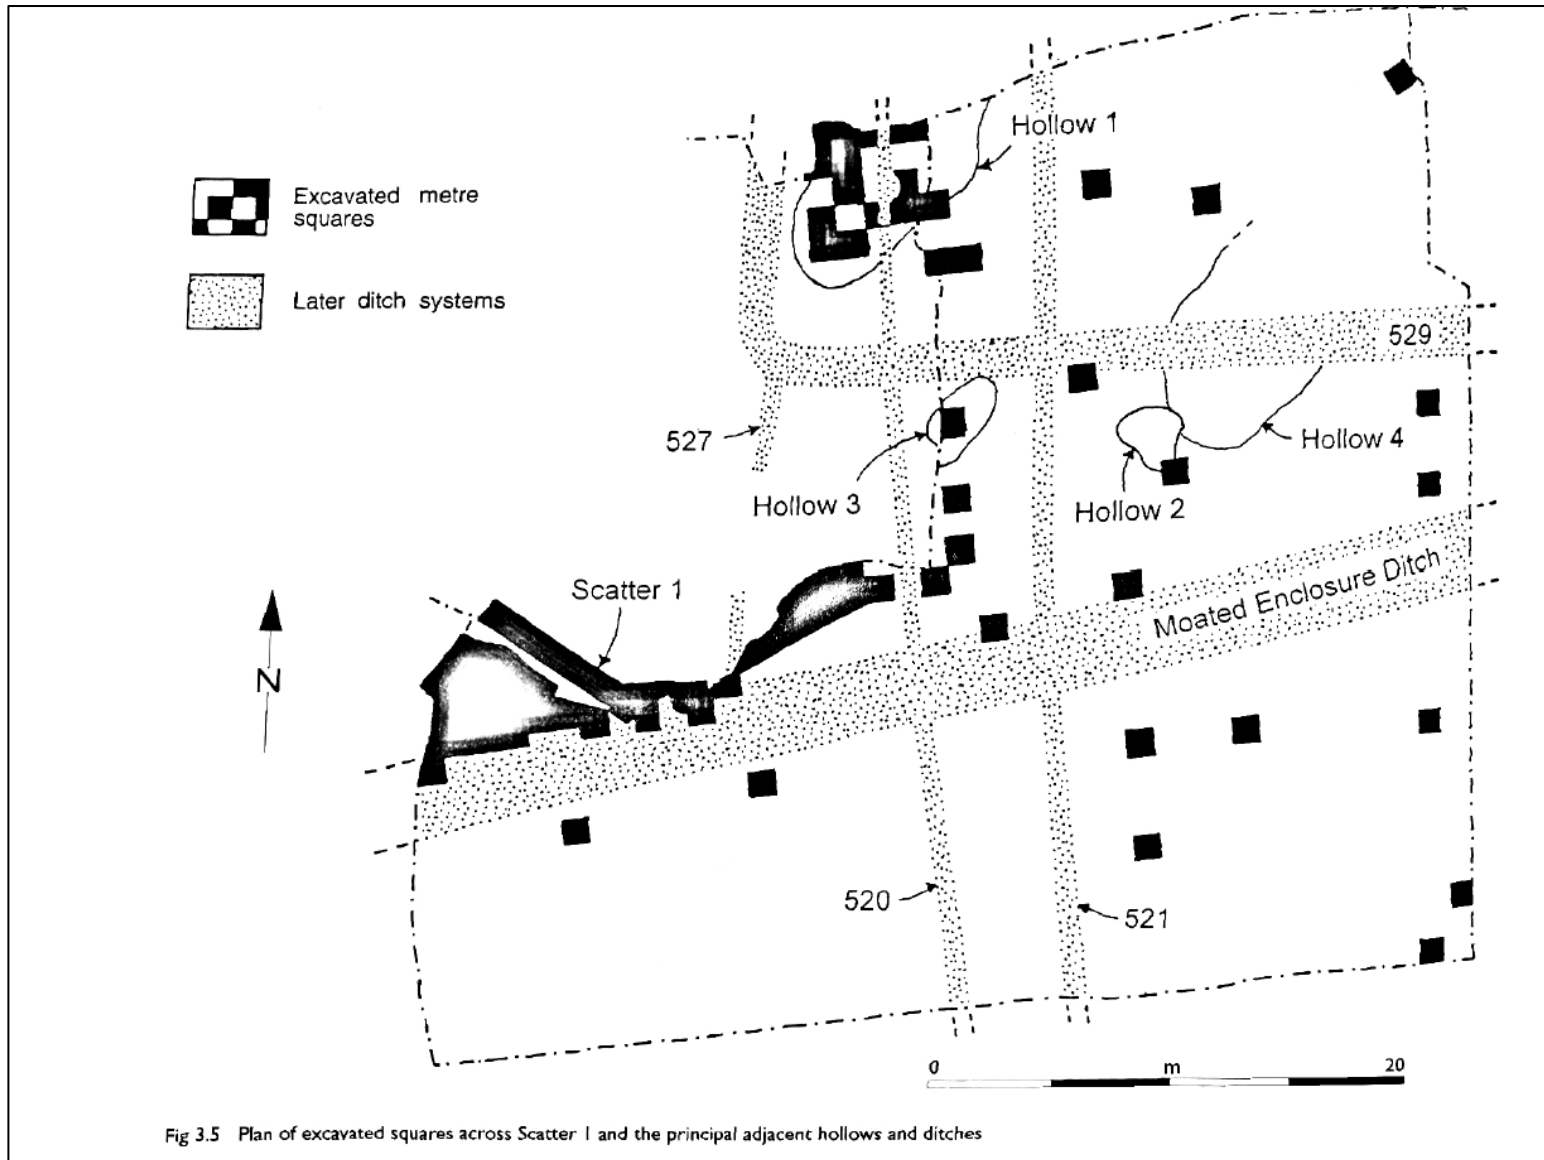 Hollow 1
Excavated metre
squares
Later ditch systems
529
527
Hollow 4
Hollow 3
Hollow 2
Scatter 1
Moated Enclosure Ditch
N
520
521
0 m 20
Fig 3.5 Plan of excavated squares across Scatter 1 and the principal adjacent hollows and ditches